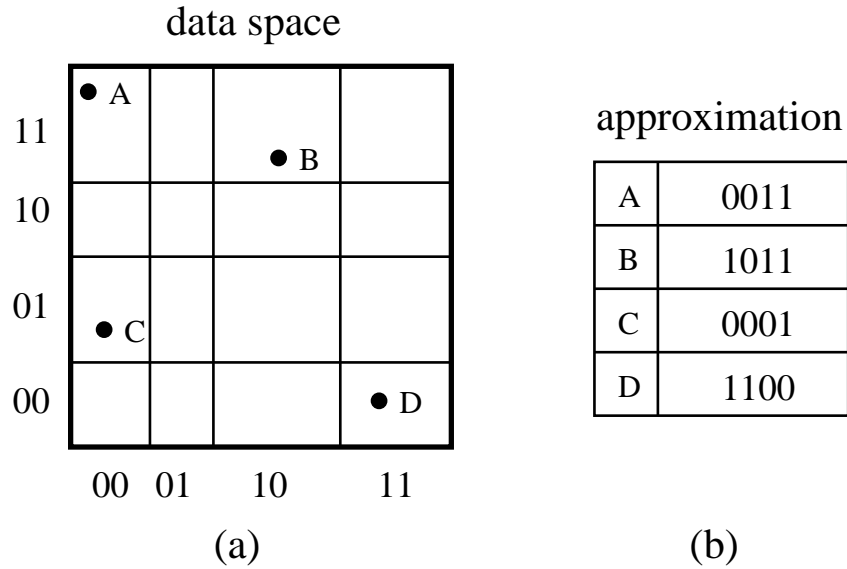 data space
A
11
B
10
01
C
00
D
00 01 10 11
(a)
approximation
A 0011
B 1011
C 0001
D 1100
(b)